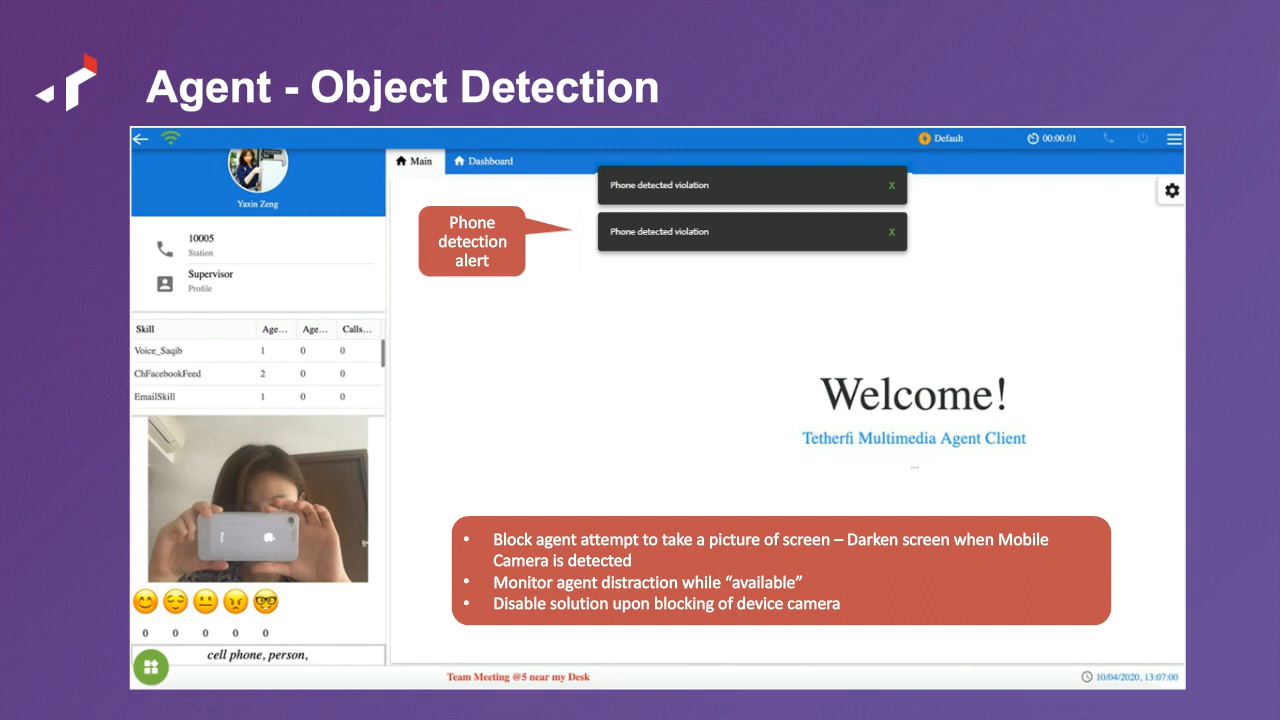 Agent - Object Detection
Default
00:00:01
Yaxin Zeng
Main
Dashboard
Phone detected violation
X
Phone detected violation
X
Phone
detection
alert
10005
Station
Supervisor
Profile
Skill Age... Age... Calls...
Voice_Saqib 1 0 0
ChFacebookFeed 2 0 0
EmailSkill 1 0 0
Welcome!
Tetherfi Multimedia Agent Client
...
• Block agent attempt to take a picture of screen – Darken screen when Mobile
Camera is detected
• Monitor agent distraction while “available”
• Disable solution upon blocking of device camera
0 0 0 0 0
cell phone, person,
Team Meeting @5 near my Desk
10/04/2020, 13:07:00